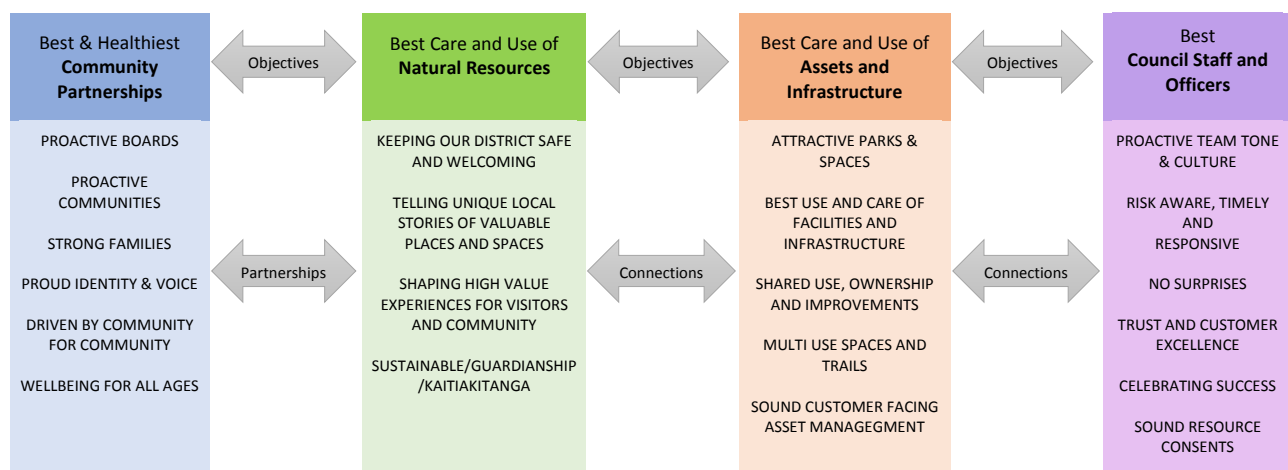 Best & Healthiest
Community
Partnerships
Objectives
Best Care and Use of
Natural Resources
Objectives
Best Care and Use of
Assets and
Infrastructure
Objectives
Best
Council Staff and
Officers
PROACTIVE BOARDS
PROACTIVE
COMMUNITIES
STRONG FAMILIES
PROUD IDENTITY & VOICE
DRIVEN BY COMMUNITY
FOR COMMUNITY
WELLBEING FOR ALL AGES
Partnerships
KEEPING OUR DISTRICT SAFE
AND WELCOMING
TELLING UNIQUE LOCAL
STORIES OF VALUABLE
PLACES AND SPACES
SHAPING HIGH VALUE
EXPERIENCES FOR VISITORS
AND COMMUNITY
SUSTAINABLE/GUARDIANSHIP
/KAITIAKITANGA
Connections
ATTRACTIVE PARKS &
SPACES
BEST USE AND CARE OF
FACILITIES AND
INFRASTRUCTURE
SHARED USE, OWNERSHIP
AND IMPROVEMENTS
MULTI USE SPACES AND
TRAILS
SOUND CUSTOMER FACING
ASSET MANAGEGMENT
Connections
PROACTIVE TEAM TONE
& CULTURE
RISK AWARE, TIMELY
AND
RESPONSIVE
NO SURPRISES
TRUST AND CUSTOMER
EXCELLENCE
CELEBRATING SUCCESS
SOUND RESOURCE
CONSENTS